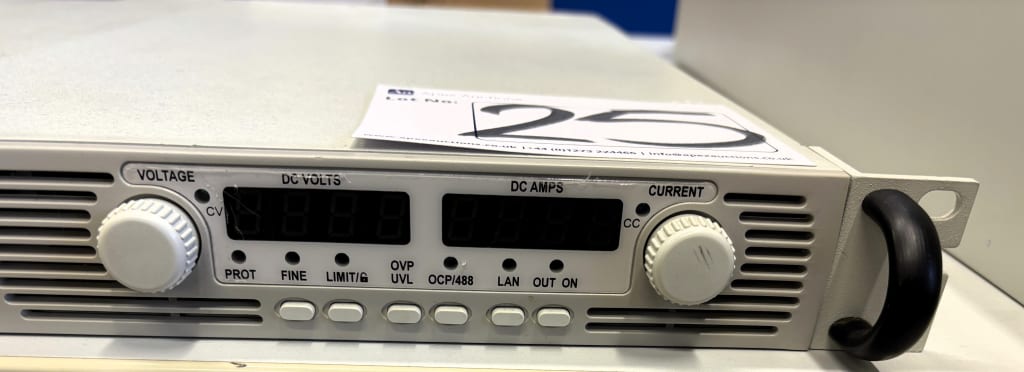 Lot No:
25
VOLTAGE
DC VOLTS
DC AMPS
CURRENT
CV
CC
PROT
FINE
LIMIT/
OVP
UVL
OCP/488
LAN
OUT ON